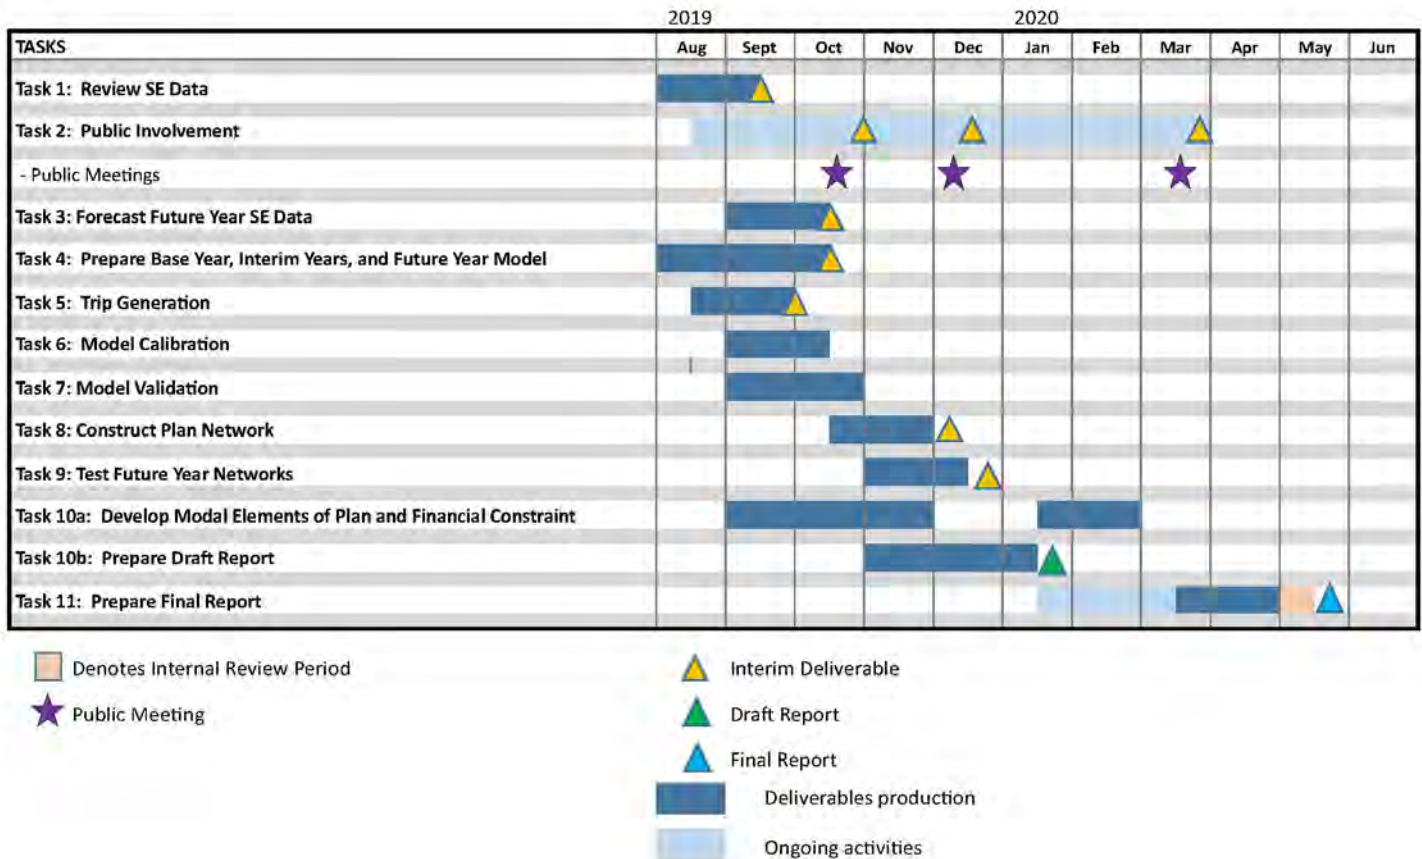 2019 2020
TASKS Aug Sept Oct Nov Dec Jan Feb Mar Apr May Jun
Task 1: Review SE Data
Task 2: Public Involvement
- Public Meetings
Task 3: Forecast Future Year SE Data
Task 4: Prepare Base Year, Interim Years, and Future Year Model
Task 5: Trip Generation
Task 6: Model Calibration
Task 7: Model Validation
Task 8: Construct Plan Network
Task 9: Test Future Year Networks
Task 10a: Develop Modal Elements of Plan and Financial Constraint
Task 10b: Prepare Draft Report
Task 11: Prepare Final Report
Denotes Internal Review Period
Public Meeting
Interim Deliverable
Draft Report
Final Report
Deliverables production
Ongoing activities